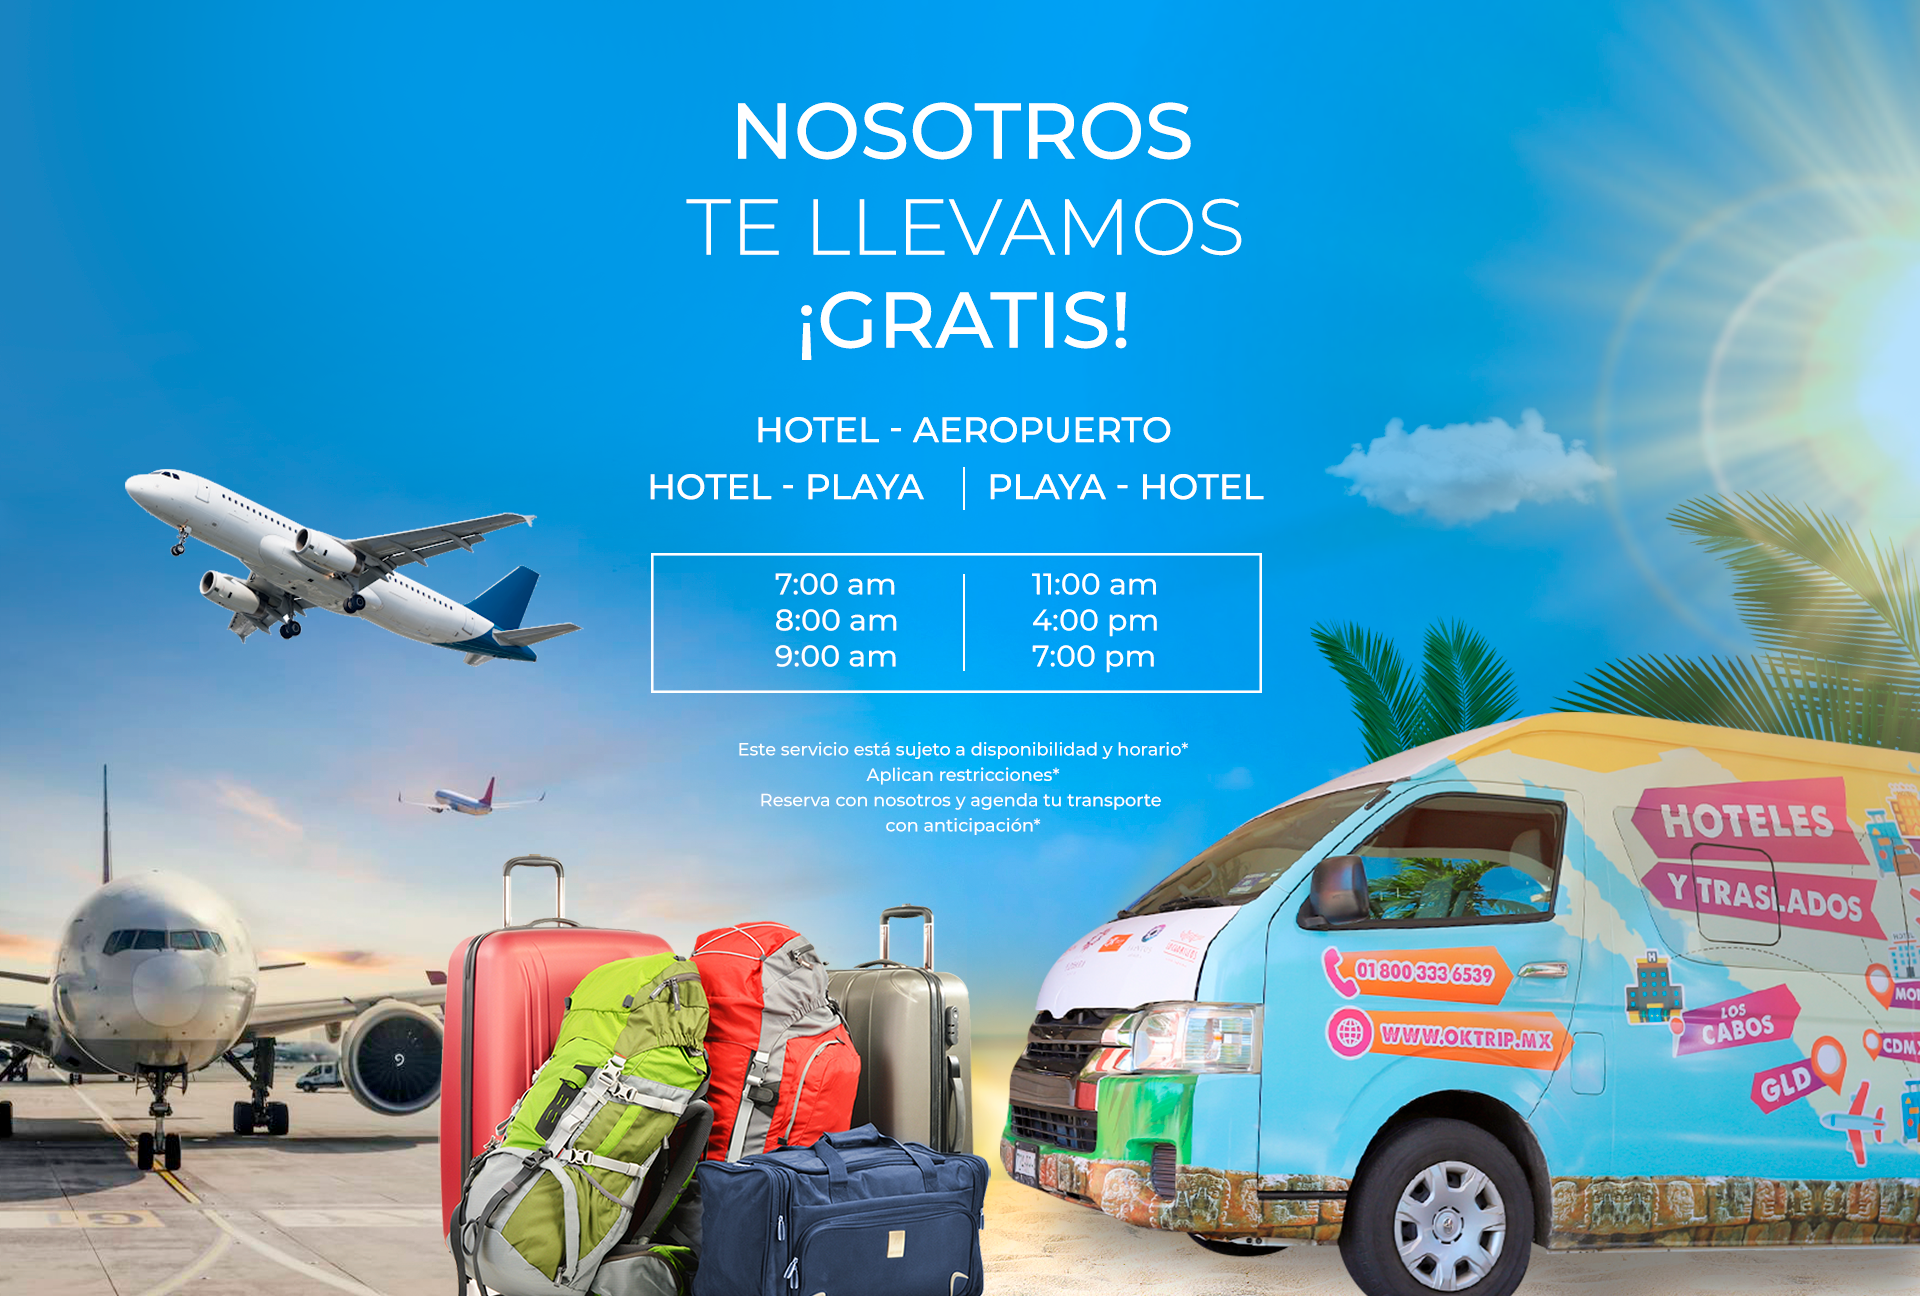 NOSOTROS
TE LLEVAMOS
¡GRATIS!
HOTEL - AEROPUERTO
HOTEL - PLAYA | PLAYA - HOTEL
7:00 am 11:00 am
8:00 am 4:00 pm
9:00 am 7:00 pm
Este servicio está sujeto a disponibilidad y horario*
Aplican restricciones*
Reserva con nosotros y agenda tu transporte
con anticipación*
HOTELES
Y TRASLADOS
01 800 333 6539
WWW.OKTRIP.MX
H
LOS
CABOS
GLD
CDMX